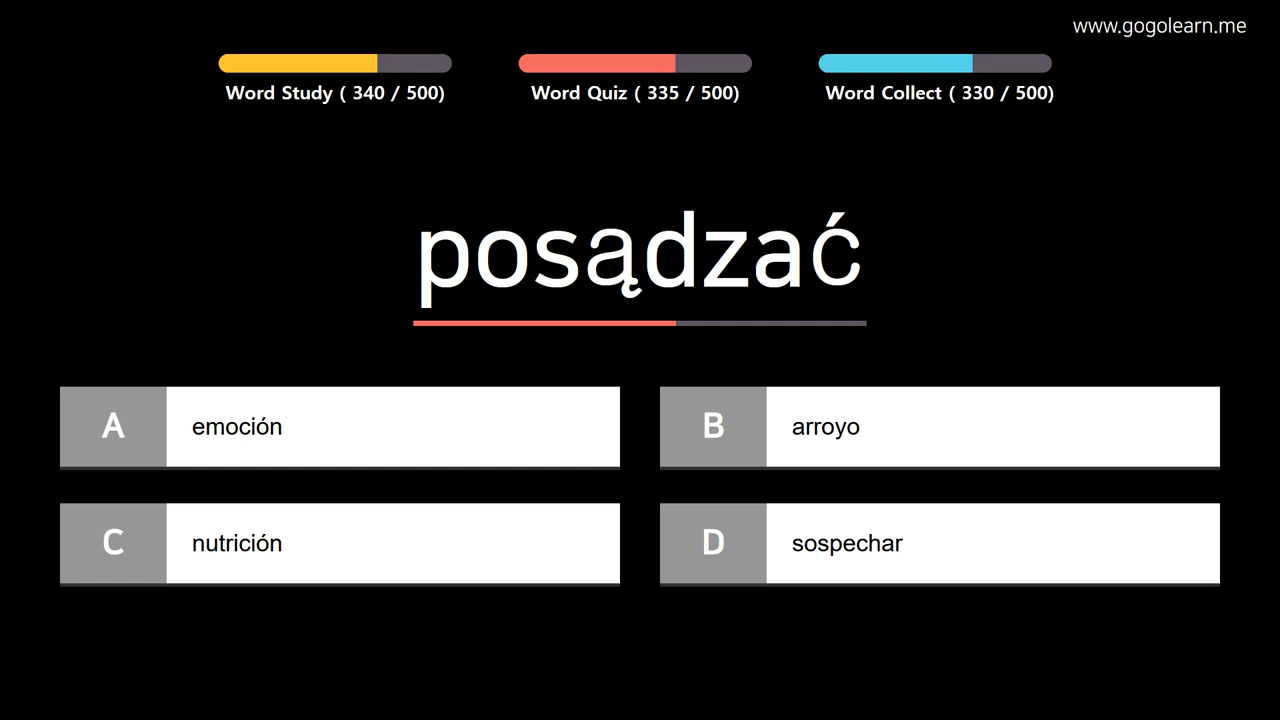 www.gogolearn.me
Word Study ( 340 / 500)
Word Quiz ( 335 / 500)
Word Collect ( 330 / 500)
posądzać
A
emoción
B
arroyo
C
nutrición
D
sospechar